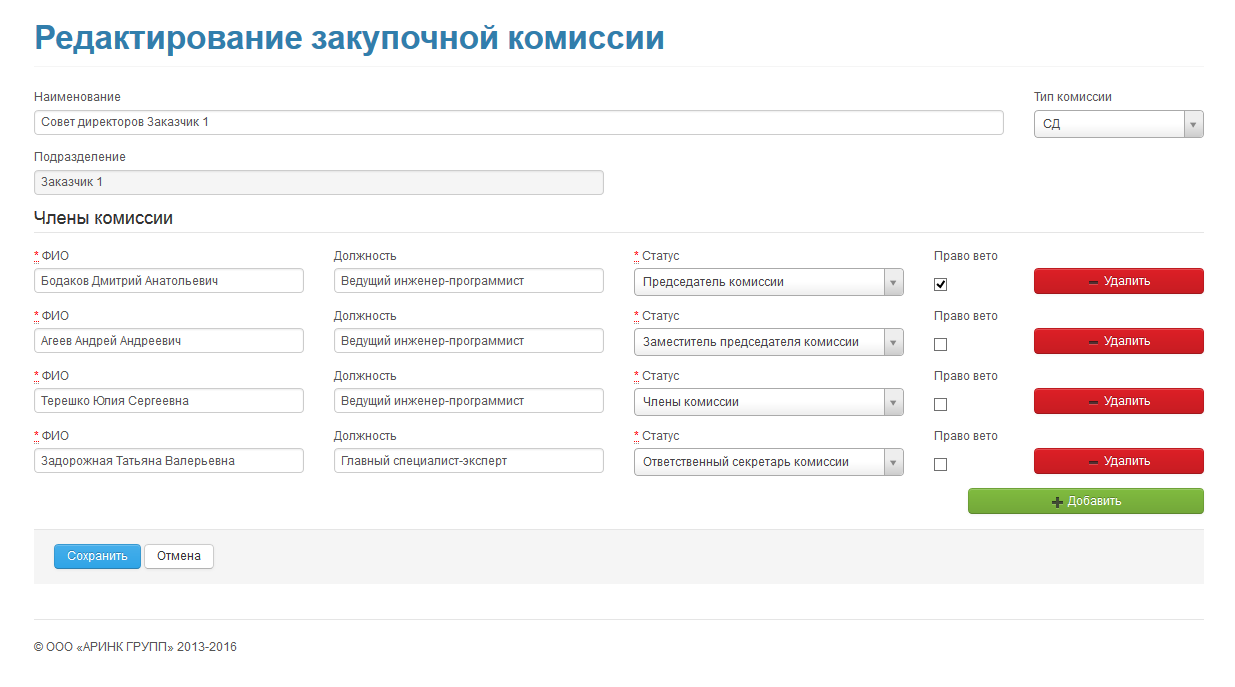 Редактирование закупочной комиссии
Наименование Тип комиссии
Совет директоров Заказчик 1 СД
Подразделение
Заказчик 1
Члены комиссии
* ФИО Должность * Статус Право вето
Бодаков Дмитрий Анатольевич Ведущий инженер-программист Председатель комиссии Удалить
* ФИО Должность * Статус Право вето
Агеев Андрей Андреевич Ведущий инженер-программист Заместитель председателя комиссии Удалить
* ФИО Должность * Статус Право вето
Терешко Юлия Сергеевна Ведущий инженер-программист Члены комиссии Удалить
* ФИО Должность * Статус Право вето
Задорожная Татьяна Валерьевна Главный специалист-эксперт Ответственный секретарь комиссии Удалить
Добавить
Сохранить Отмена
© ООО «АРИНК ГРУПП» 2013-2016